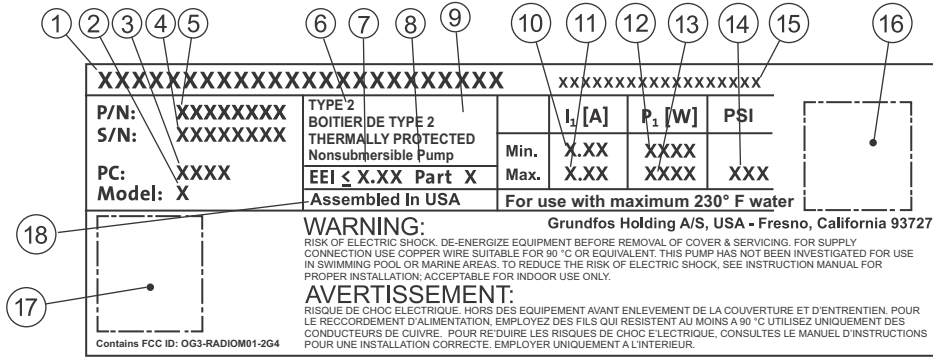 1 2 3 4 5 6 7 8 9 10 11 12 13 14 15 16
XXXXXXXXXXXXXXXXXXXXXXXX XXXXXXXXXXXXXXXXXXX
P/N: XXXXXXXX
S/N: XXXXXXXX
PC: XXXX
Model: X
TYPE 2
BOITIER DE TYPE 2
THERMALLY PROTECTED
Nonsubmersible Pump
EEI ≤ X.XX Part X
Assembled In USA
I1 [A] P1 [W] PSI
Min. X.XX XXXX
Max. X.XX XXXX XXX
For use with maximum 230° F water
18
17
Grundfos Holding A/S, USA - Fresno, California 93727
WARNING:
RISK OF ELECTRIC SHOCK. DE-ENERGIZE EQUIPMENT BEFORE REMOVAL OF COVER & SERVICING. FOR SUPPLY
CONNECTION USE COPPER WIRE SUITABLE FOR 90 °C OR EQUIVALENT. THIS PUMP HAS NOT BEEN INVESTIGATED FOR USE
IN SWIMMING POOL OR MARINE AREAS. TO REDUCE THE RISK OF ELECTRIC SHOCK, SEE INSTRUCTION MANUAL FOR
PROPER INSTALLATION; ACCEPTABLE FOR INDOOR USE ONLY.
AVERTISSEMENT:
RISQUE DE CHOC ELECTRIQUE. HORS DES EQUIPEMENT AVANT ENLEVEMENT DE LA COUVERTURE ET D'ENTRETIEN. POUR
LE RECCORDEMENT D'ALIMENTATION, EMPLOYEZ DES FILS QUI RESISTENT AU MOINS A 90 °C UTILISEZ UNIQUEMENT DES
CONDUCTEURS DE CUIVRE. POUR RE'DUIRE LES RISQUES DE CHOC E'LECTRIQUE, CONSULTES LE MANUEL D'INSTRUCTIONS
POUR UNE INSTALLATION CORRECTE. EMPLOYER UNIQUEMENT A L'INTERIEUR.
Contains FCC ID: OG3-RADIOM01-2G4